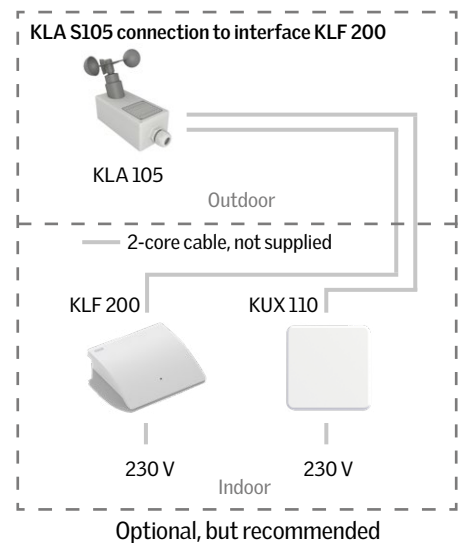 KLA S105 connection to interface KLF 200
KLA 105
Outdoor
2-core cable, not supplied
KLF 200
KUX 110
230 V
230 V
Indoor
Optional, but recommended